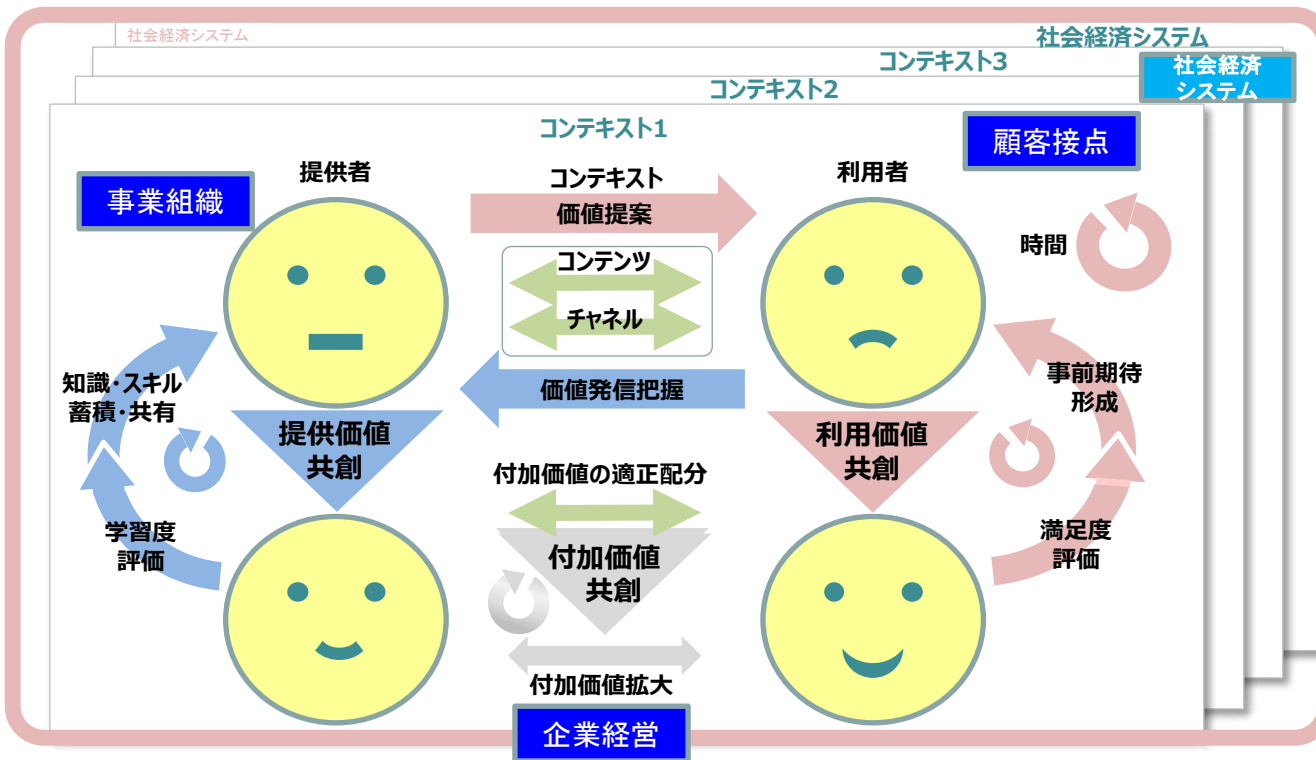 社会経済システム
社会経済システム
コンテキスト3
社会経済
システム
コンテキスト2
コンテキスト1
顧客接点
事業組織
提供者
コンテキスト
価値提案
利用者
時間
コンテンツ
チャネル
価値発信把握
知識・スキル
蓄積・共有
提供価値
共創
利用価値
共創
事前期待
形成
付加価値の適正配分
学習度
評価
付加価値
共創
満足度
評価
付加価値拡大
企業経営